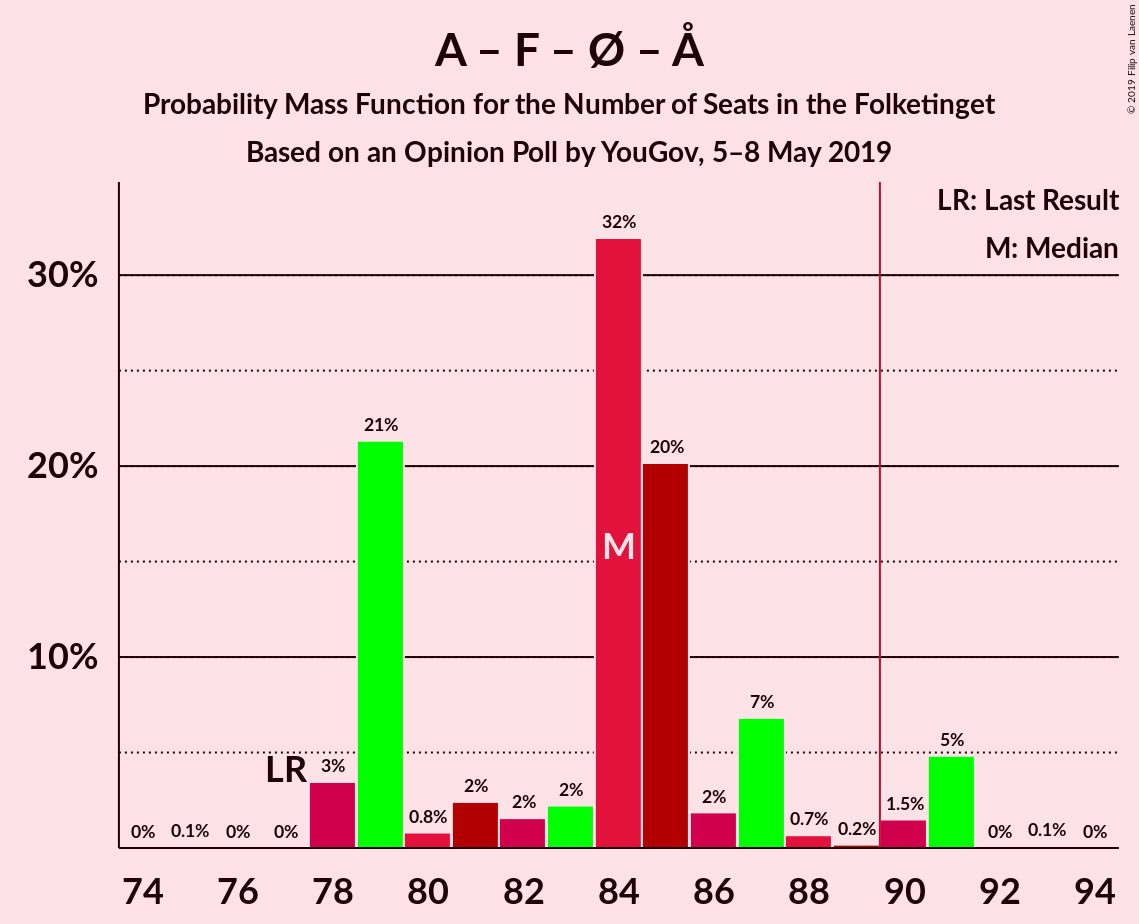 A – F – Ø – Å
Probability Mass Function for the Number of Seats in the Folketinget
Based on an Opinion Poll by YouGov, 5–8 May 2019
© 2019 Filip van Laenen
LR: Last Result
M: Median
30%
20%
10%
0%
0.1%
0%
0%
LR
3%
21%
0.8%
2%
2%
2%
32%
M
20%
2%
7%
0.7%
0.2%
1.5%
5%
0%
0.1%
0%
74 76 78 80 82 84 86 88 90 92 94